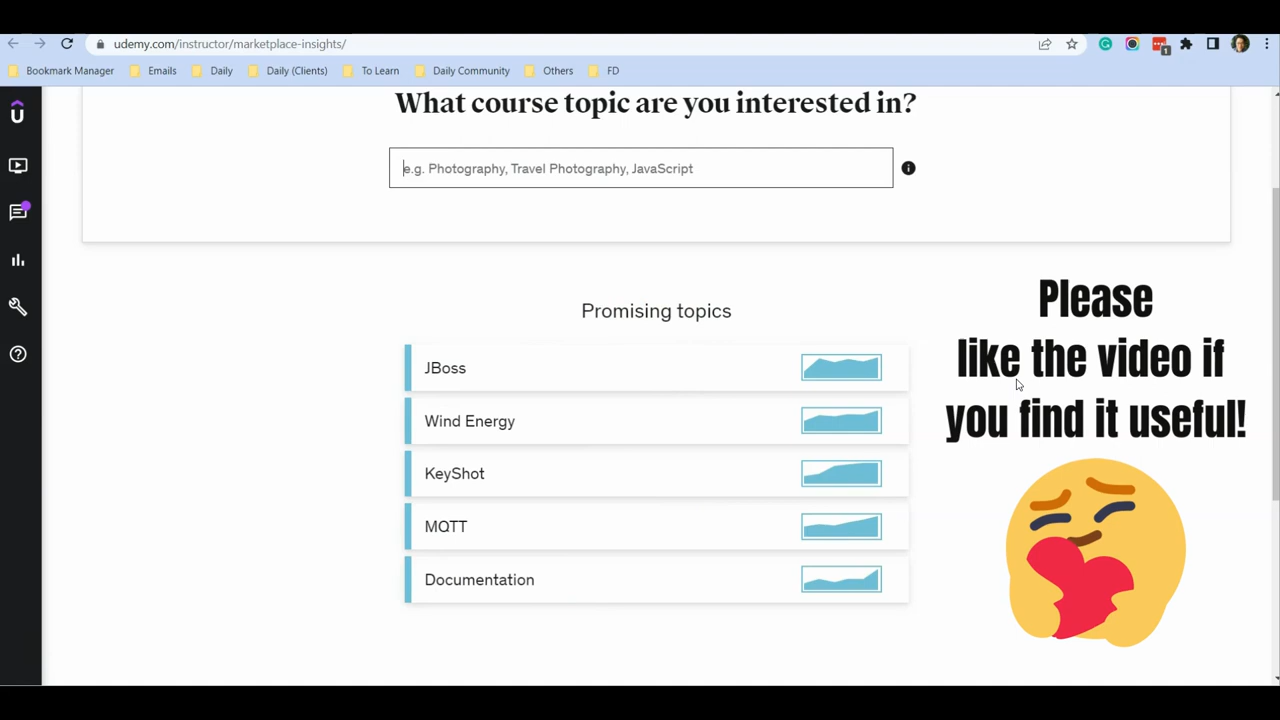 udemy.com/instructor/marketplace-insights/
1
Bookmark Manager
Emails
Daily
Daily (Clients)
To Learn
Daily Community
Others
FD
What course topic are you interested in?
e.g. Photography, Travel Photography, JavaScript
Promising topics
JBoss
Wind Energy
KeyShot
MQTT
Documentation
Please
like the video if
you find it useful!